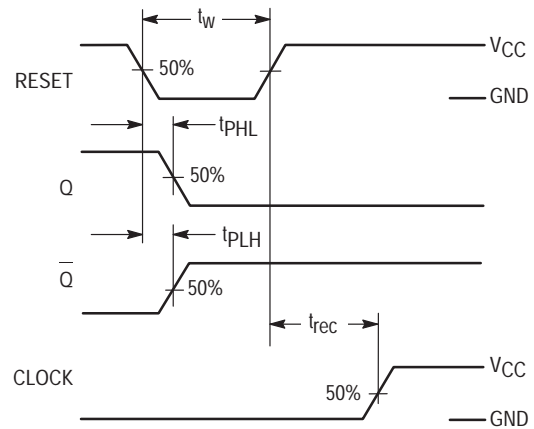 tw
VCC
50%
RESET
GND
tPHL
50%
Q
tPLH
Q
50%
trec
VCC
CLOCK
50%
GND